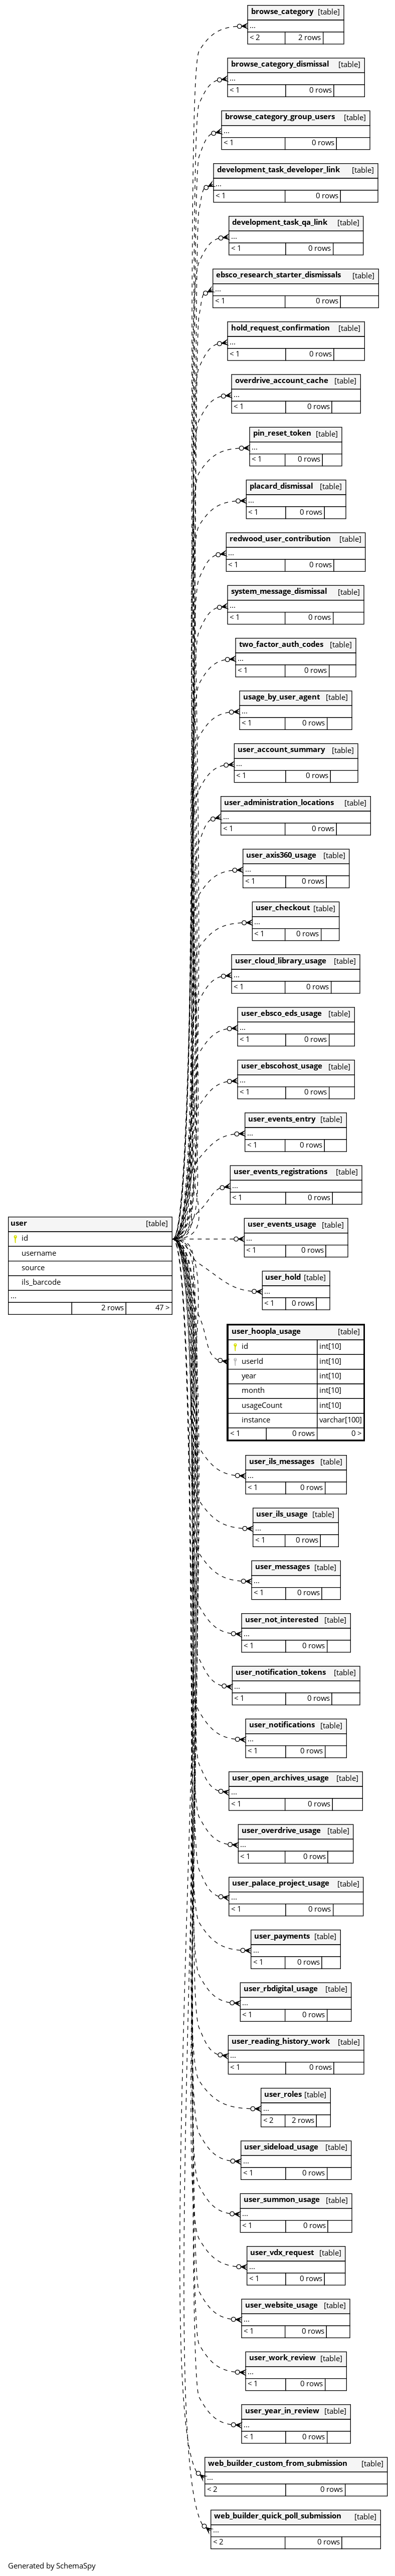 browse_category [table]
...
< 2 2 rows
browse_category_dismissal [table]
...
< 1 0 rows
browse_category_group_users [table]
...
< 1 0 rows
development_task_developer_link [table]
...
< 1 0 rows
development_task_qa_link [table]
...
< 1 0 rows
ebsco_research_starter_dismissals [table]
...
< 1 0 rows
hold_request_confirmation [table]
...
< 1 0 rows
overdrive_account_cache [table]
...
< 1 0 rows
pin_reset_token [table]
...
< 1 0 rows
placard_dismissal [table]
...
< 1 0 rows
redwood_user_contribution [table]
...
< 1 0 rows
system_message_dismissal [table]
...
< 1 0 rows
two_factor_auth_codes [table]
...
< 1 0 rows
usage_by_user_agent [table]
...
< 1 0 rows
user_account_summary [table]
...
< 1 0 rows
user_administration_locations [table]
...
< 1 0 rows
user_axis360_usage [table]
...
< 1 0 rows
user_checkout [table]
...
< 1 0 rows
user_cloud_library_usage [table]
...
< 1 0 rows
user_ebsco_eds_usage [table]
...
< 1 0 rows
user_ebscohost_usage [table]
...
< 1 0 rows
user_events_entry [table]
...
< 1 0 rows
user_events_registrations [table]
...
< 1 0 rows
user_events_usage [table]
...
< 1 0 rows
user [table]
id
username
source
ils_barcode
...
2 rows 47 >
user_hold [table]
...
< 1 0 rows
user_hoopla_usage [table]
id int[10]
userId int[10]
year int[10]
month int[10]
usageCount int[10]
instance varchar[100]
< 1 0 rows 0 >
user_ils_messages [table]
...
< 1 0 rows
user_ils_usage [table]
...
< 1 0 rows
user_messages [table]
...
< 1 0 rows
user_not_interested [table]
...
< 1 0 rows
user_notification_tokens [table]
...
< 1 0 rows
user_notifications [table]
...
< 1 0 rows
user_open_archives_usage [table]
...
< 1 0 rows
user_overdrive_usage [table]
...
< 1 0 rows
user_palace_project_usage [table]
...
< 1 0 rows
user_payments [table]
...
< 1 0 rows
user_rbdigital_usage [table]
...
< 1 0 rows
user_reading_history_work [table]
...
< 1 0 rows
user_roles [table]
...
< 2 2 rows
user_sideload_usage [table]
...
< 1 0 rows
user_summon_usage [table]
...
< 1 0 rows
user_vdx_request [table]
...
< 1 0 rows
user_website_usage [table]
...
< 1 0 rows
user_work_review [table]
...
< 1 0 rows
user_year_in_review [table]
...
< 1 0 rows
web_builder_custom_from_submission [table]
...
< 2 0 rows
web_builder_quick_poll_submission [table]
...
< 2 0 rows
Generated by SchemaSpy